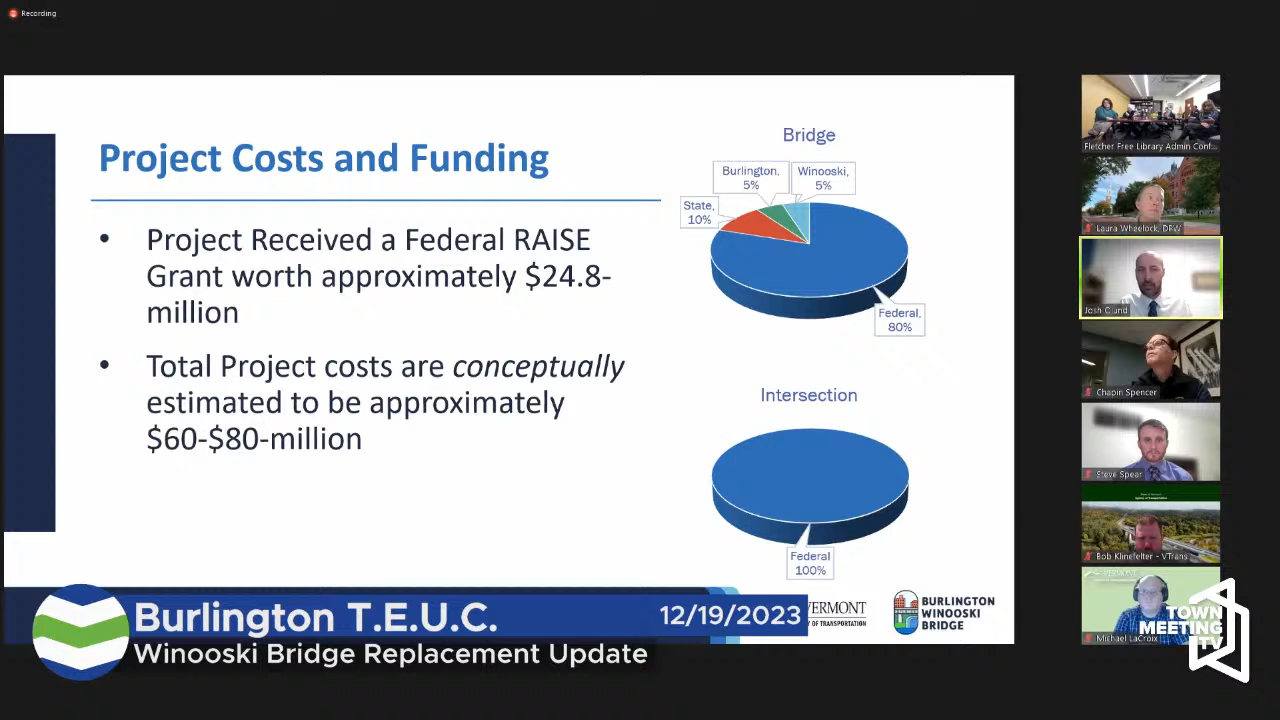 Recording
Project Costs and Funding
• Project Received a Federal RAISE
Grant worth approximately $24.8-
million
• Total Project costs are conceptually
estimated to be approximately
$60-$80-million
Bridge
Burlington,
5%
Winooski,
5%
State,
10%
Federal,
80%
Intersection
Federal
100%
VERMONT
Y OF TRANSPORTATION
BURLINGTON
WINOOSKI
BRIDGE
Burlington T.E.U.C.
12/19/2023
Winooski Bridge Replacement Update
Fletcher Free Library Admin Conf...
Laura Wheelock, DPW
Josh Olund
Chapin Spencer
Steve Spear
Bob Klinefelter - VTrans
Michael LaCroix
TOWN
MEETING
TV